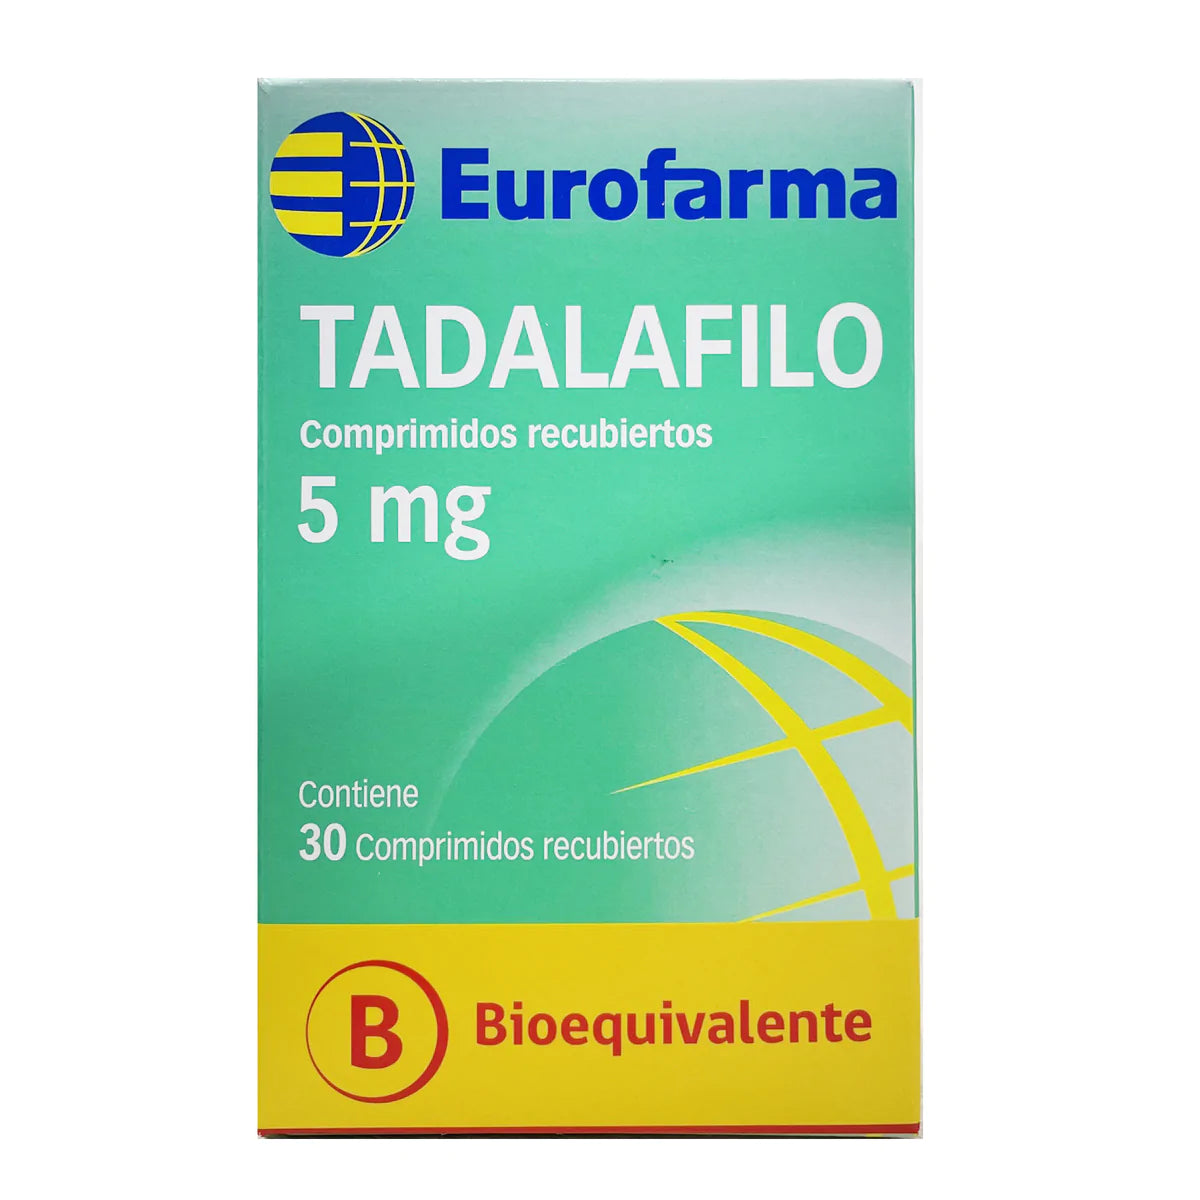 Eurofarma
TADALAFILO
Comprimidos recubiertos
5 mg
Contiene
30 Comprimidos recubiertos
B Bioequivalente